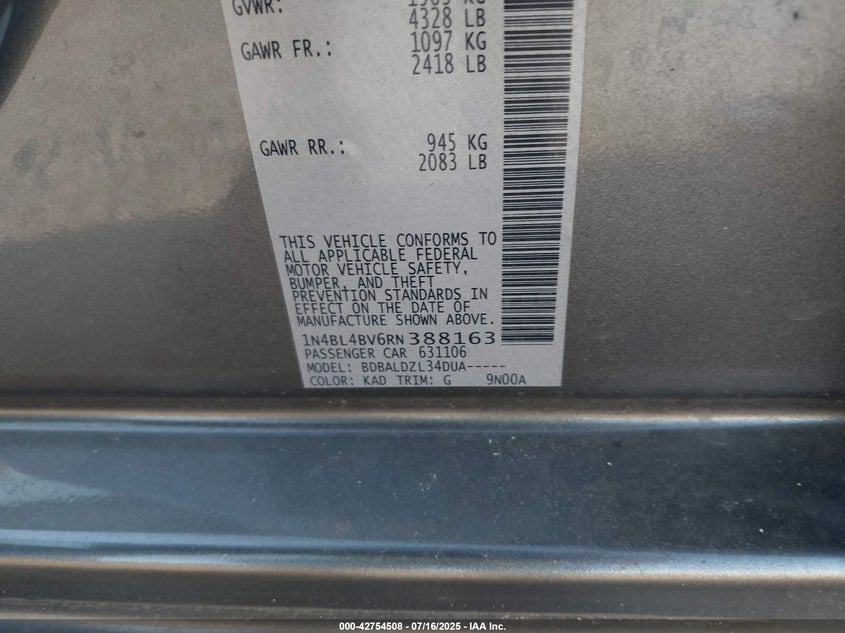 GVWR:
4328 LB
GAWR FR.: 1097 KG
2418 LB
GAWR RR.: 945 KG
2083 LB
THIS VEHICLE CONFORMS TO
ALL APPLICABLE FEDERAL
MOTOR VEHICLE SAFETY,
BUMPER, AND THEFT
PREVENTION STANDARDS IN
EFFECT ON THE DATE OF
MANUFACTURE SHOWN ABOVE.
1N4BL4BV6RN388163
PASSENGER CAR 631106
MODEL: BDBALDZL34DUA-----
COLOR: KAD TRIM: G 9N00A
000-42754508 - 07/16/2025 - IAA Inc.